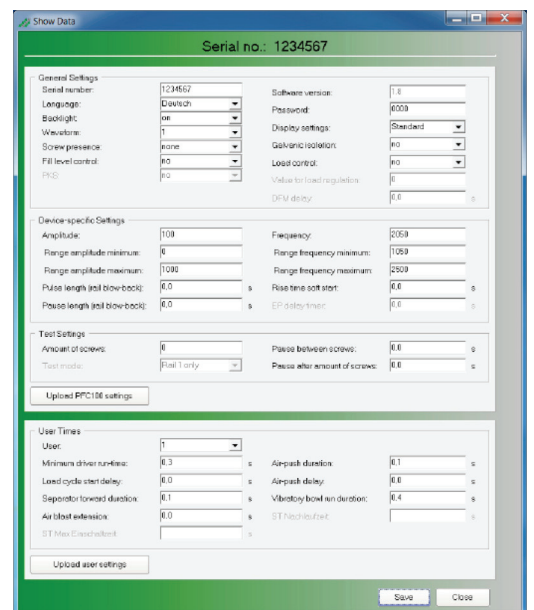 Show Data
Serial no.: 1234567
General Settings
Serial number: 1234567 Software version: 1.8
Language: Deutsch Password: 0000
Backlight: on Display settings: Standard
Waveform: 1 Galvanic isolation: no
Screw presence: none Load control: no
Fill level control: no Value for load regulation: 0
PKS: no DFM delay: 0,0 s
Device-specific Settings
Amplitude: 100 Frequency: 2050
Range amplitude minimum: 0 Range frequency minimum: 1050
Range amplitude maximum: 1000 Range frequency maximum: 2500
Pulse length (rail blow-back): 0,0 s Rise time soft start: 0,0 s
Pause length (rail blow-back): 0,0 s EP delay timer: 0,0 s
Test Settings
Amount of screws: 0 Pause between screws: 0.0 s
Test mode: Rail 1 only Pause after amount of screws: 0.0 s
Upload PFC100 settings
User Times
User: 1
Minimum driver run-time: 0,3 s Air-push duration: 0,1 s
Load cycle start delay: 0,0 s Air-push delay: 0,0 s
Separator forward duration: 0,1 s Vibratory bowl run duration: 0,4 s
Air blast extension: 0,0 s ST Nachlaufzeit: s
ST Max Einschaltzeit: s
Upload user settings
Save Close